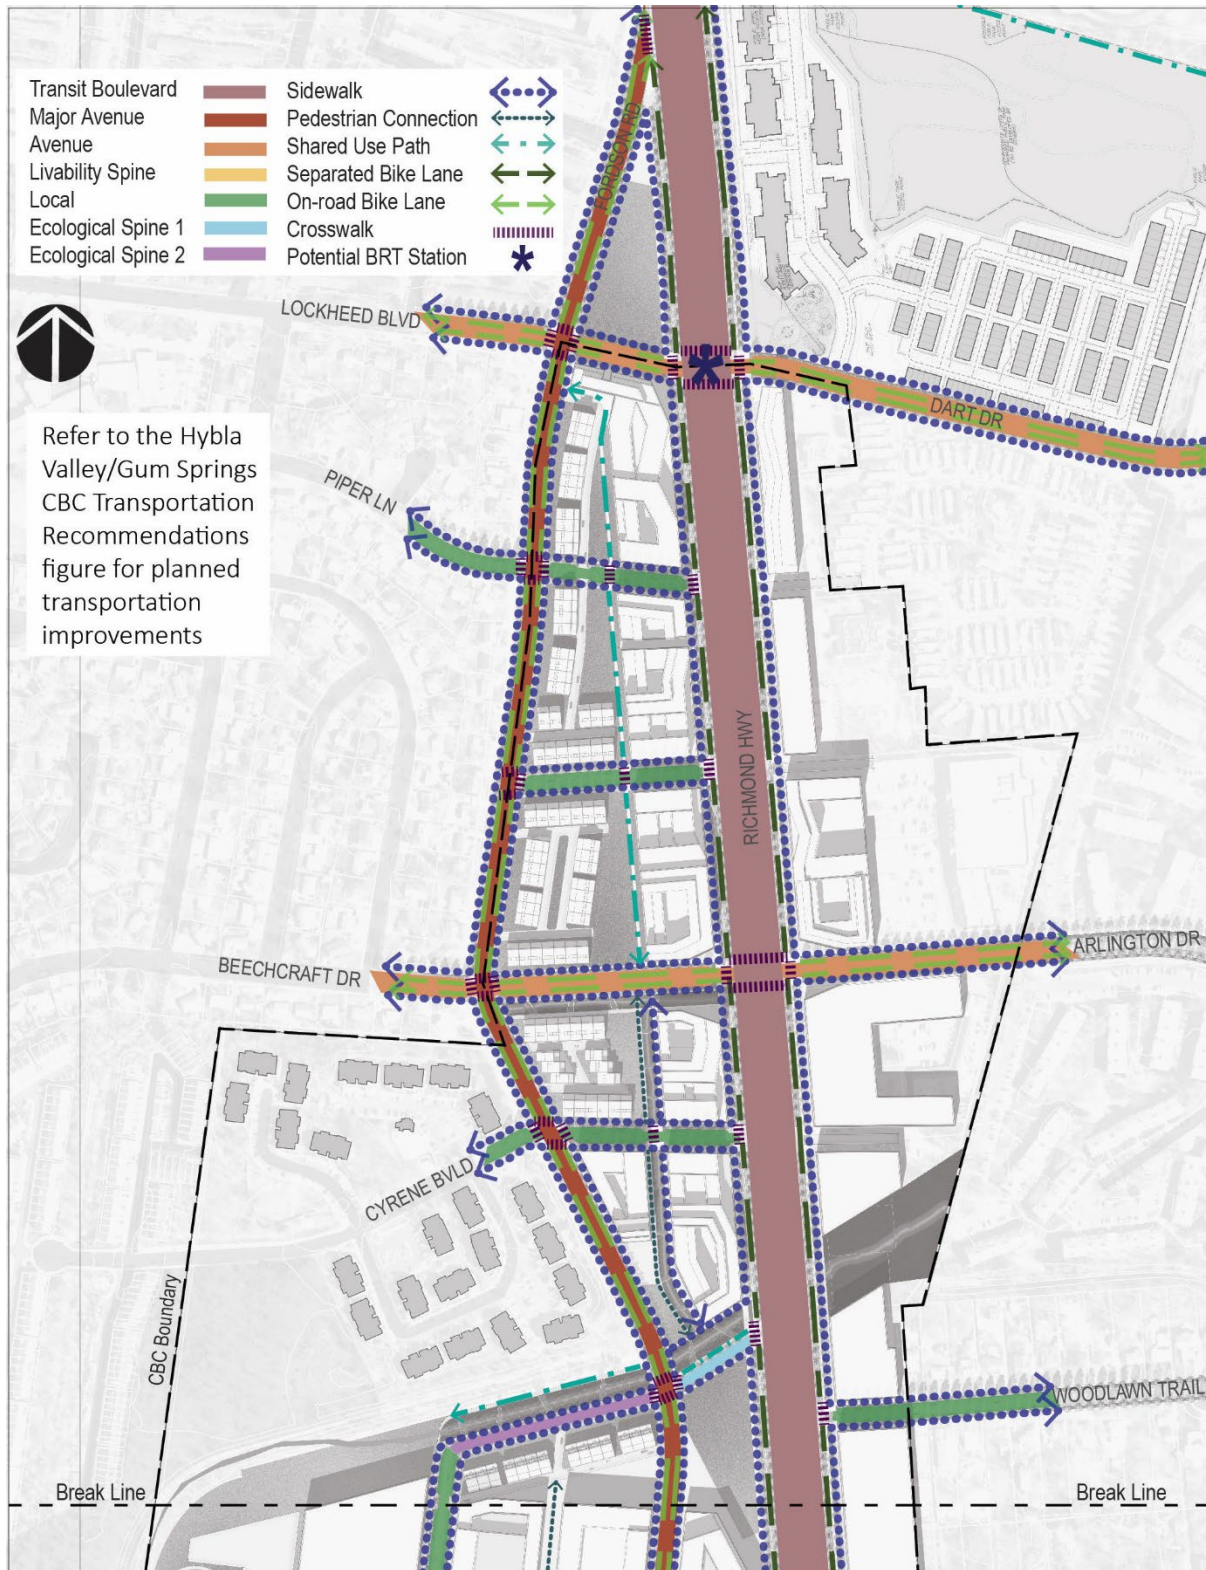 Transit Boulevard
Major Avenue
Avenue
Livability Spine
Local
Ecological Spine 1
Ecological Spine 2
Sidewalk
Pedestrian Connection
Shared Use Path
Separated Bike Lane
On-road Bike Lane
Crosswalk
Potential BRT Station
FORDSON RD
LOCKHEED BLVD
DART DR
Refer to the Hybla
Valley/Gum Springs
CBC Transportation
Recommendations
figure for planned
transportation
improvements
PIPER LN
RICHMOND HWY
BEECHCRAFT DR
ARLINGTON DR
CYRENE BVLD
CBC Boundary
WOODLAWN TRAIL
Break Line
Break Line